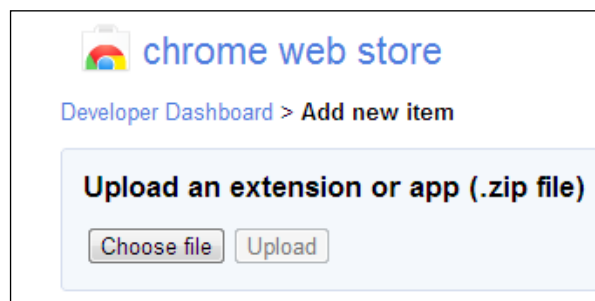 chrome web store
Developer Dashboard > Add new item
Upload an extension or app (.zip file)
Choose file Upload